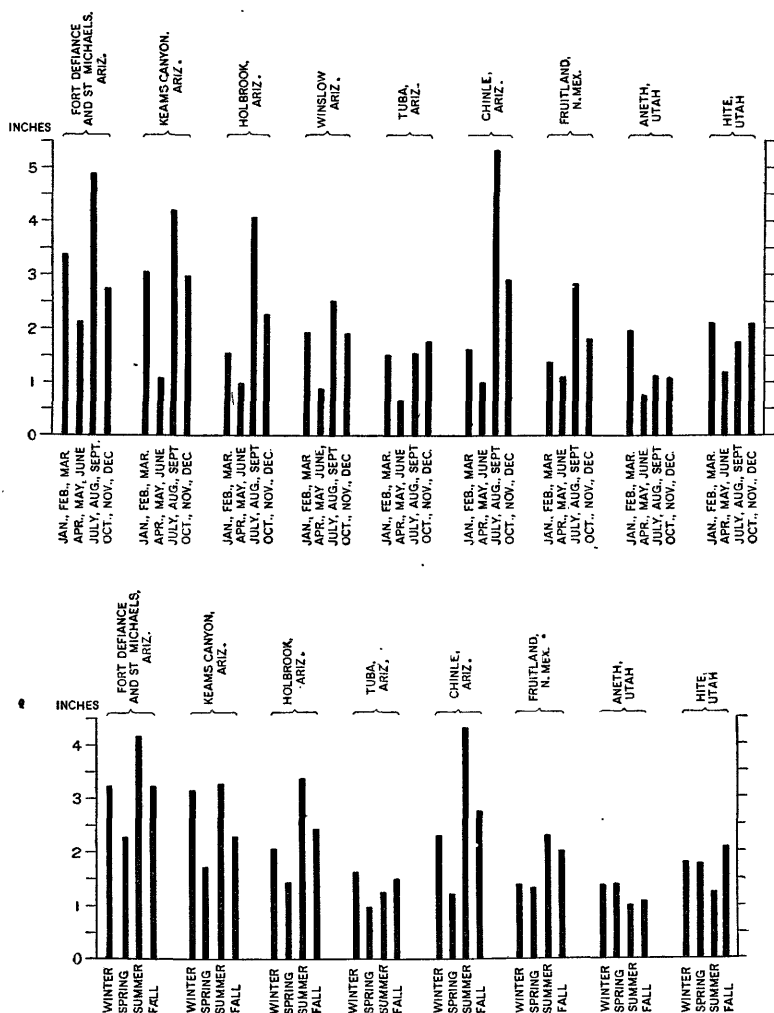 FORT DEFIANCE
AND ST MICHAELS,
ARIZ.
KEAMS CANYON,
ARIZ.
HOLBROOK,
ARIZ.
WINSLOW
ARIZ.
TUBA,
ARIZ.
CHINLE,
ARIZ.
FRUITLAND,
N. MEX.
ANETH,
UTAH
HITE,
UTAH
INCHES
5
4
3
2
1
0
JAN., FEB., MAR.
APR., MAY, JUNE
JULY, AUG., SEPT.
OCT., NOV., DEC.
JAN., FEB., MAR.
APR., MAY, JUNE
JULY, AUG., SEPT
OCT., NOV., DEC
JAN., FEB., MAR.
APR., MAY, JUNE
JULY, AUG., SEPT
OCT., NOV., DEC.
JAN., FEB., MAR
APR., MAY, JUNE,
JULY, AUG., SEPT
OCT., NOV., DEC
JAN., FEB., MAR.
APR., MAY, JUNE
JULY, AUG., SEPT
OCT., NOV., DEC
JAN., FEB., MAR.
APR., MAY, JUNE
JULY, AUG., SEPT
OCT., NOV., DEC
JAN., FEB., MAR.
APR., MAY, JUNE
JULY, AUG., SEPT
OCT., NOV., DEC
JAN., FEB., MAR.
APR., MAY, JUNE
JULY, AUG., SEPT
OCT., NOV., DEC.
JAN., FEB., MAR
APR., MAY, JUNE
JULY, AUG., SEPT
OCT., NOV., DEC
FORT DEFIANCE
AND ST MICHAELS,
ARIZ.
KEAMS CANYON,
ARIZ.
HOLBROOK,
ARIZ.
TUBA,
ARIZ,
CHINLE,
ARIZ.
FRUITLAND,
N. MEX.
ANETH,
UTAH
HITE,
UTAH
INCHES
4
3
2
1
0
WINTER
SPRING
SUMMER
FALL
WINTER
SPRING
SUMMER
FALL
WINTER
SPRING
SUMMER
FALL
WINTER
SPRING
SUMMER
FALL
WINTER
SPRING
SUMMER
FALL
WINTER
SPRING
SUMMER
FALL
WINTER
SPRING
SUMMER
FALL
WINTER
SPRING
SUMMER
FALL